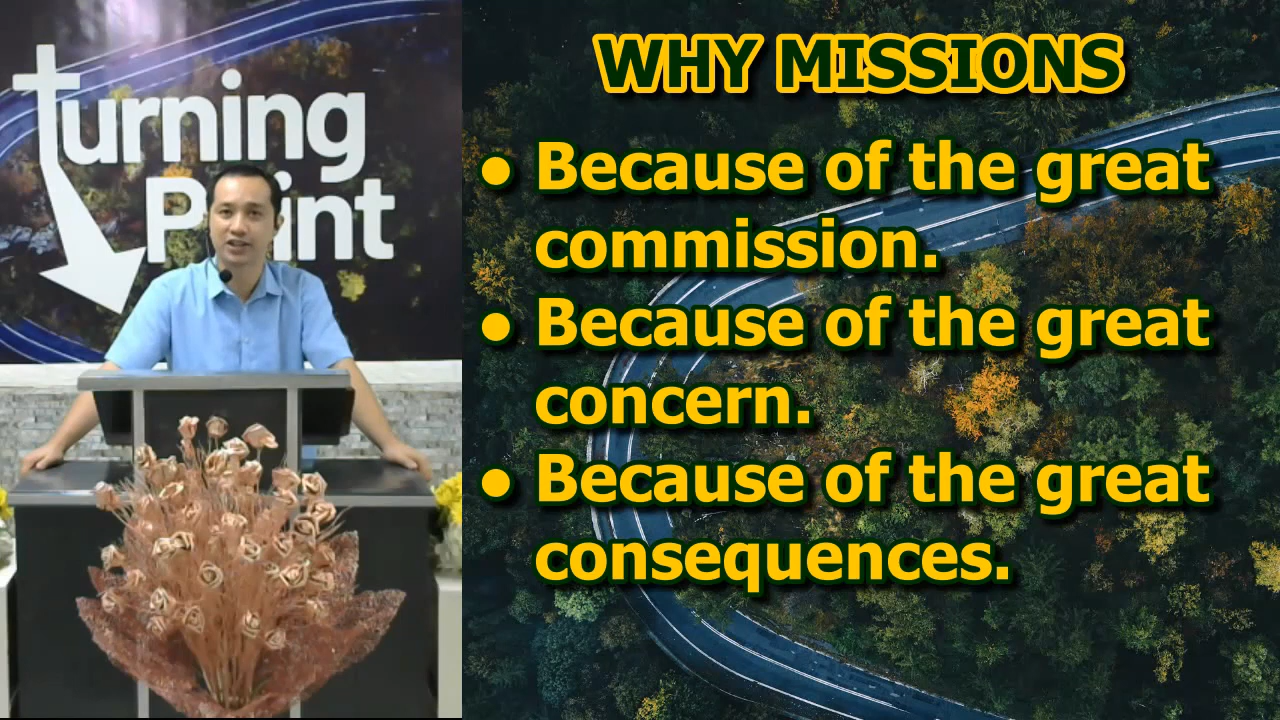 turning
Point
WHY MISSIONS
• Because of the great
commission.
• Because of the great
concern.
• Because of the great
consequences.